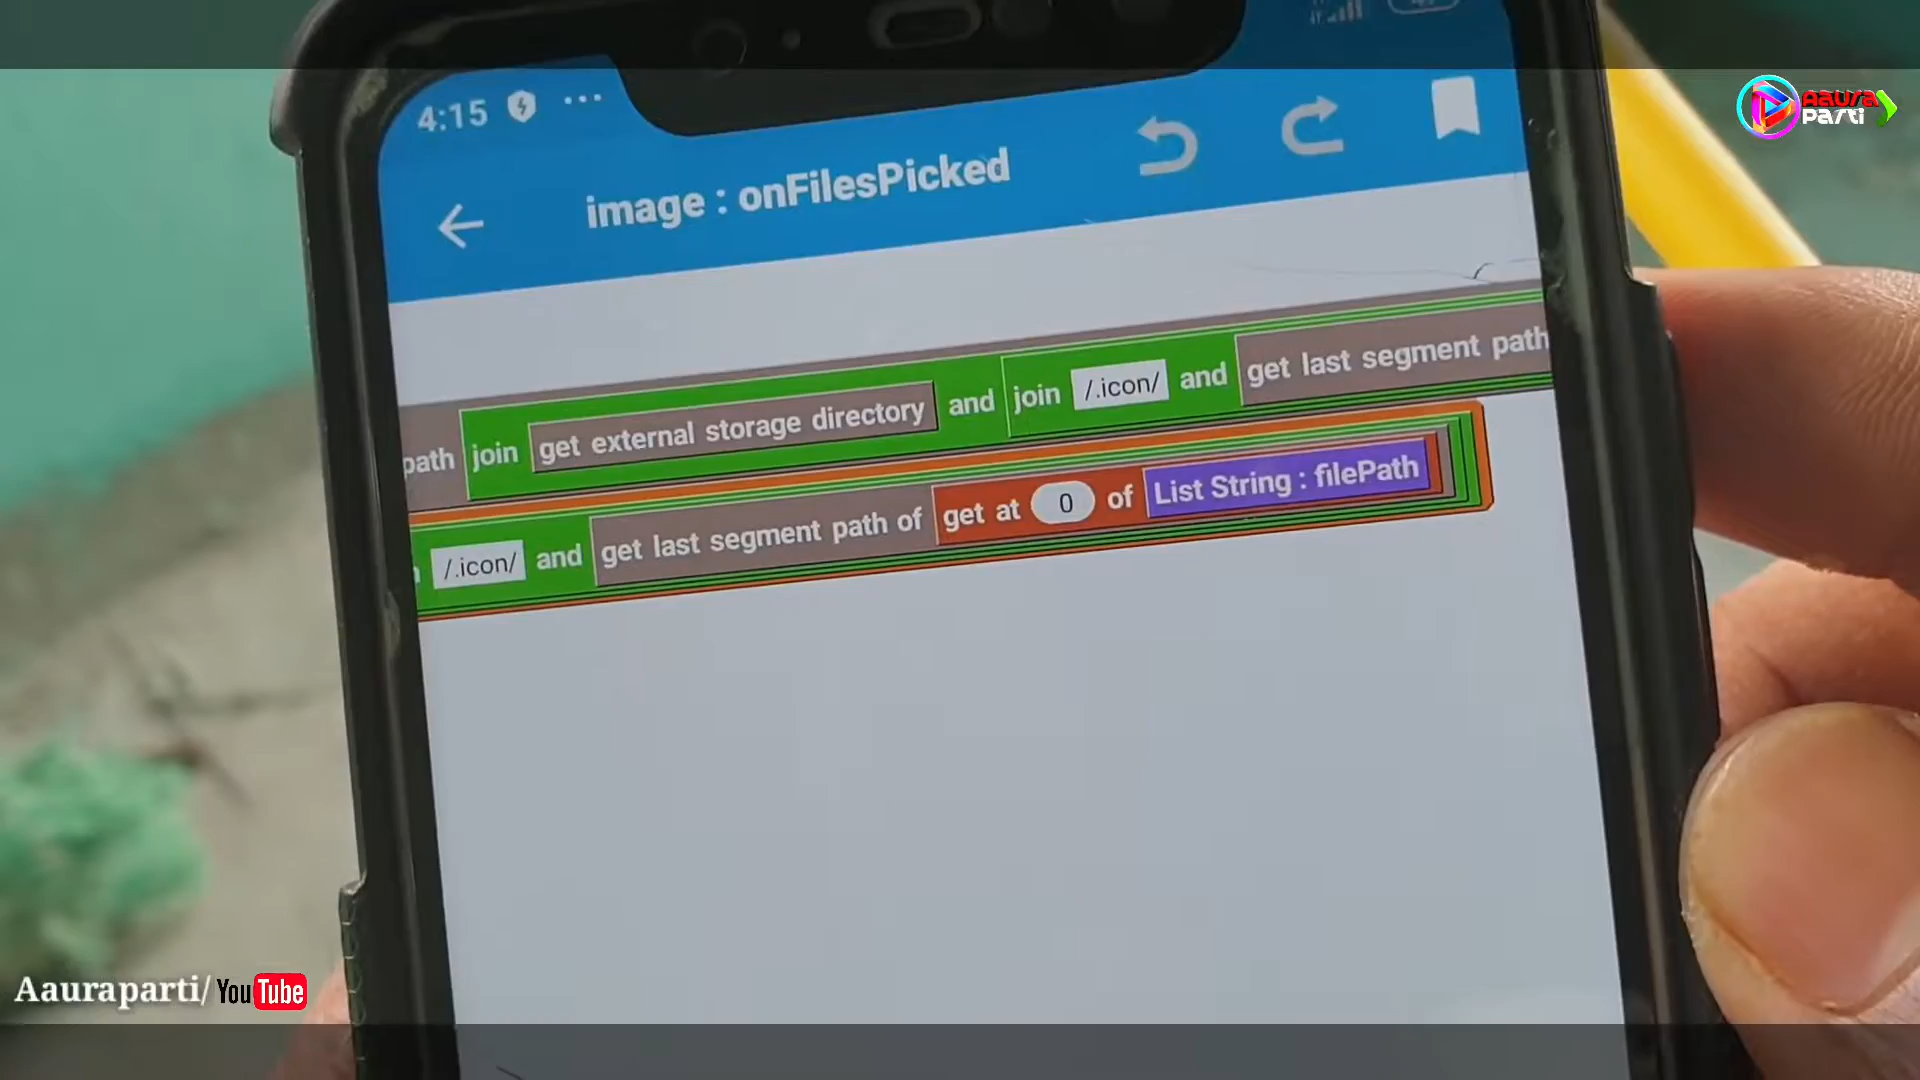 4:15
image : onFilesPicked
path join get external storage directory and join /.icon/ and get last segment path
/.icon/ and get last segment path of get at 0 of List String : filePath
Aaura
Parti
Aauraparti/YouTube